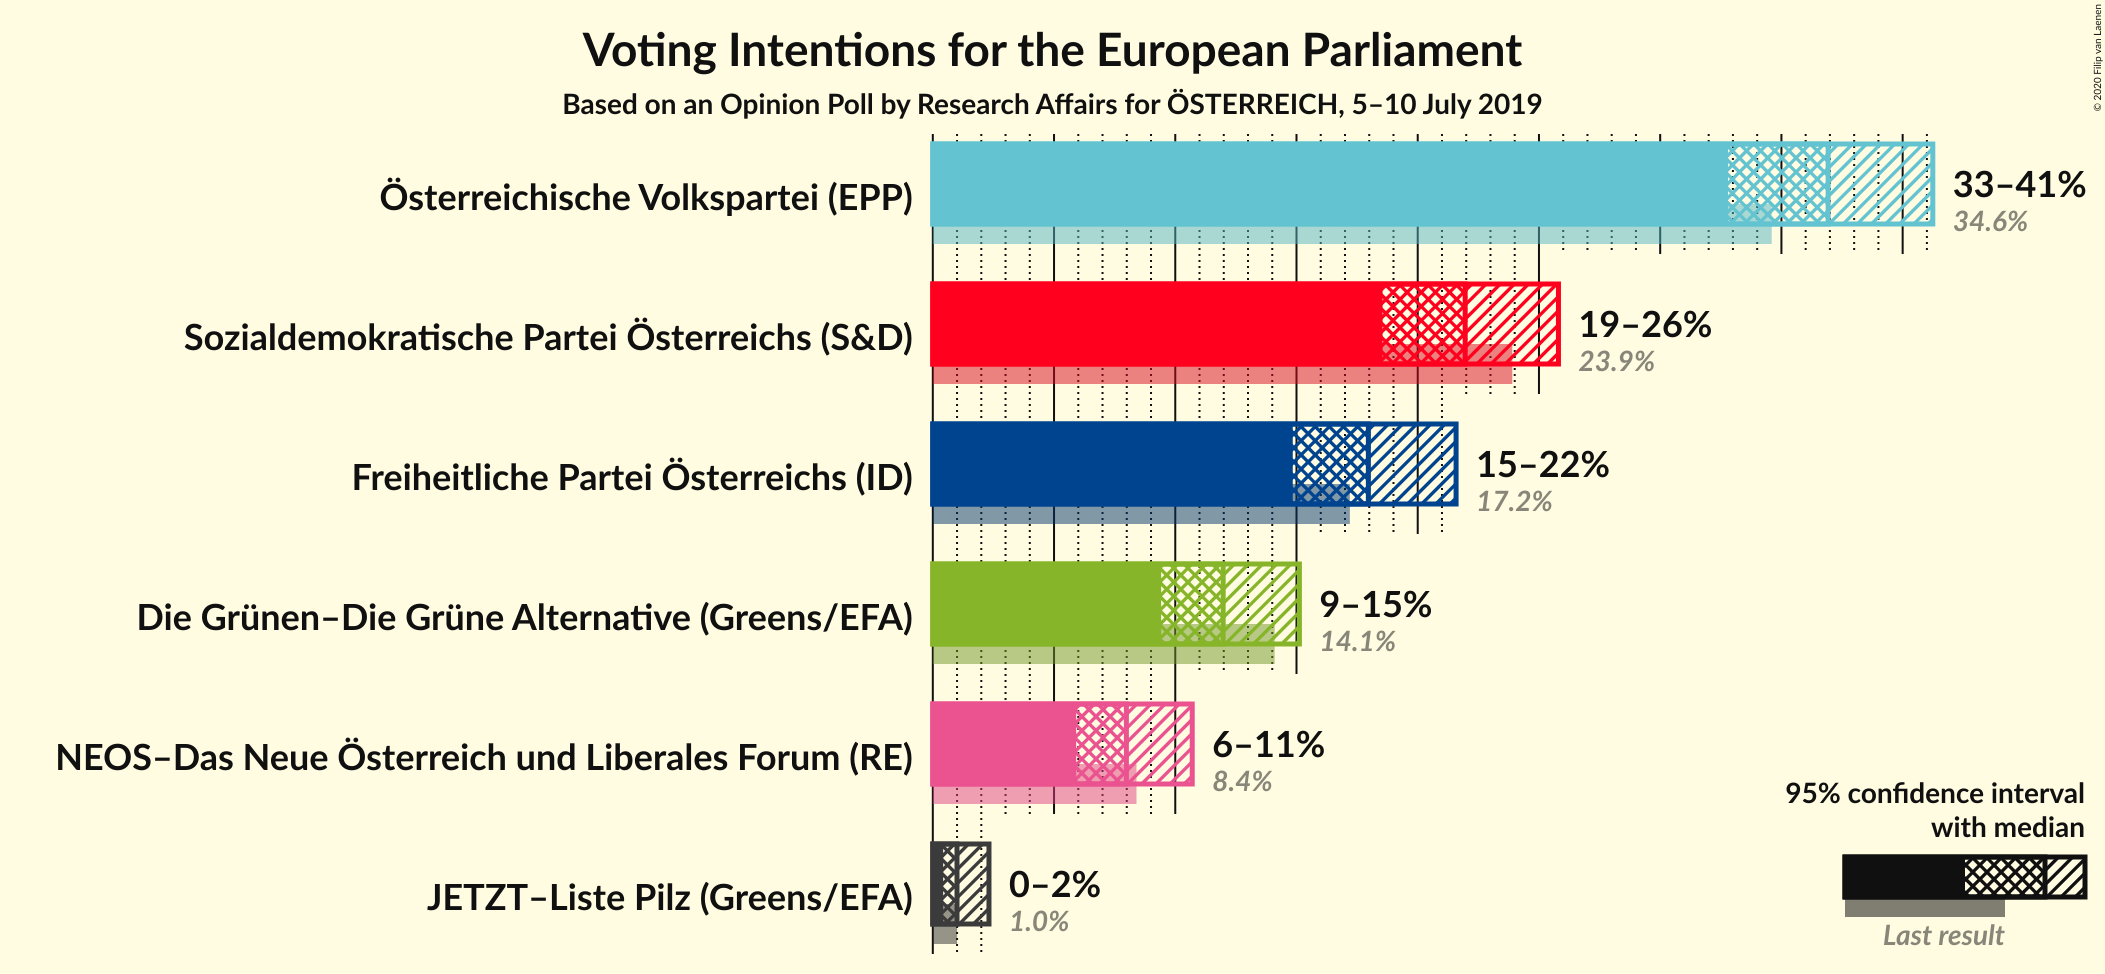 Voting Intentions for the European Parliament
Based on an Opinion Poll by Research Affairs for ÖSTERREICH, 5–10 July 2019
© 2020 Filip van Laenen
Österreichische Volkspartei (EPP)
33–41%
34.6%
Sozialdemokratische Partei Österreichs (S&D)
19–26%
23.9%
Freiheitliche Partei Österreichs (ID)
15–22%
17.2%
Die Grünen–Die Grüne Alternative (Greens/EFA)
9–15%
14.1%
NEOS–Das Neue Österreich und Liberales Forum (RE)
6–11%
8.4%
JETZT–Liste Pilz (Greens/EFA)
0–2%
1.0%
95% confidence interval
with median
Last result